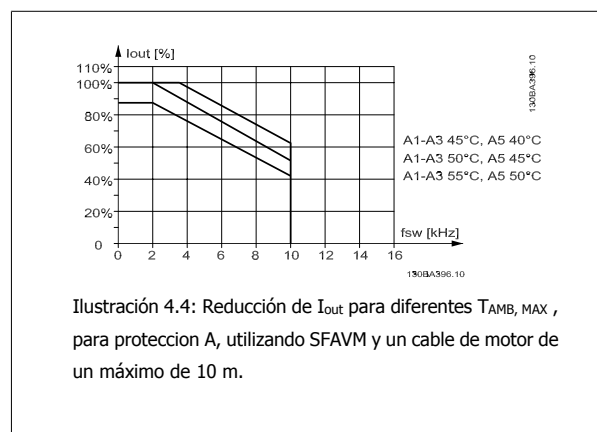 Iout [%]
110%
100%
80%
60%
40%
20%
0
0 2 4 6 8 10 12 14 16
fsw [kHz]
A1-A3 45°C, A5 40°C
A1-A3 50°C, A5 45°C
A1-A3 55°C, A5 50°C
130BA396.10
130BA396.10
Ilustración 4.4: Reducción de Iout para diferentes TAMB, MAX ,
para proteccion A, utilizando SFAVM y un cable de motor de
un máximo de 10 m.